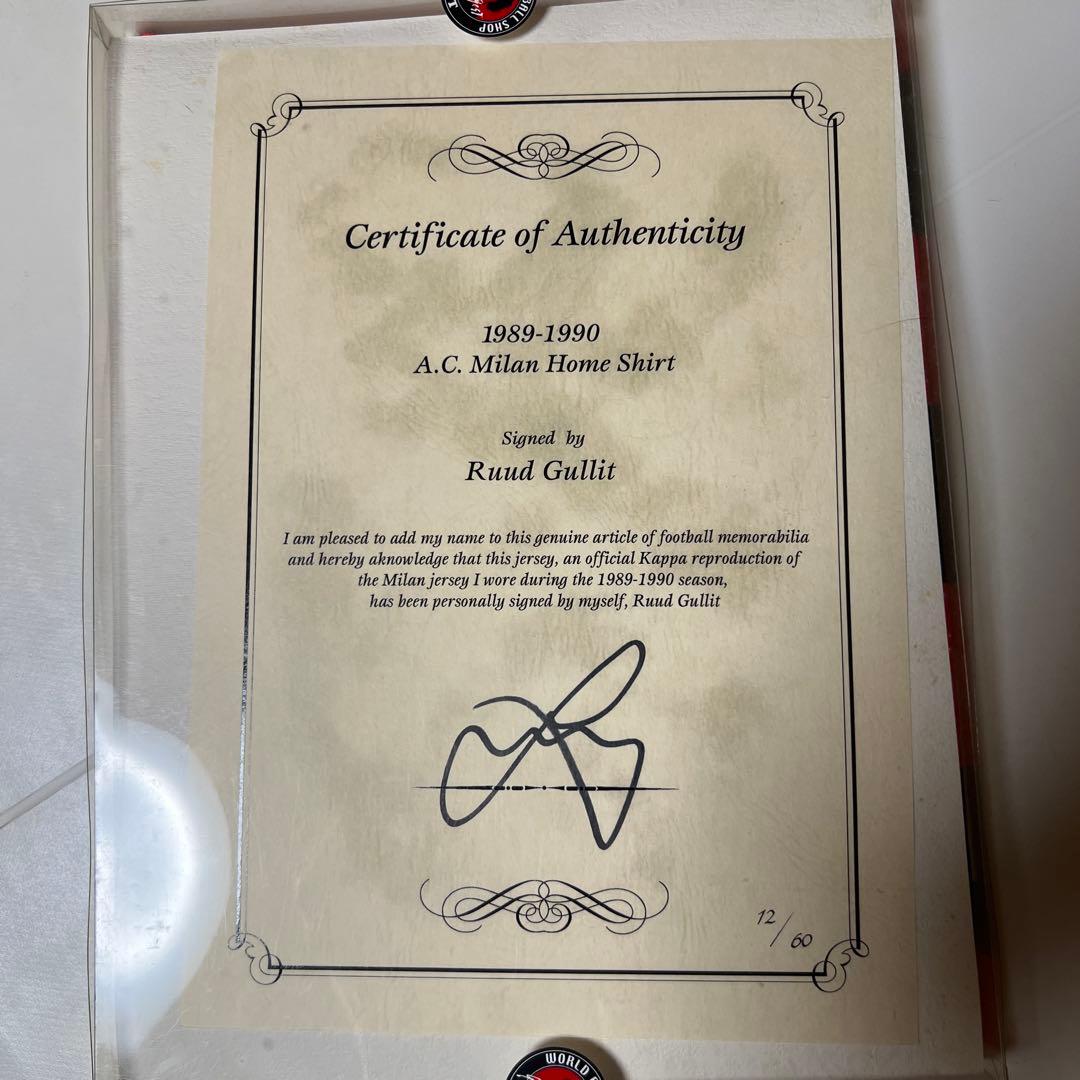 BALL SHOP
Certificate of Authenticity
1989-1990
A.C. Milan Home Shirt
Signed by
Ruud Gullit
I am pleased to add my name to this genuine article of football memorabilia
and hereby aknowledge that this jersey, an official Kappa reproduction of
the Milan jersey I wore during the 1989-1990 season,
has been personally signed by myself, Ruud Gullit
12/60
WORLD